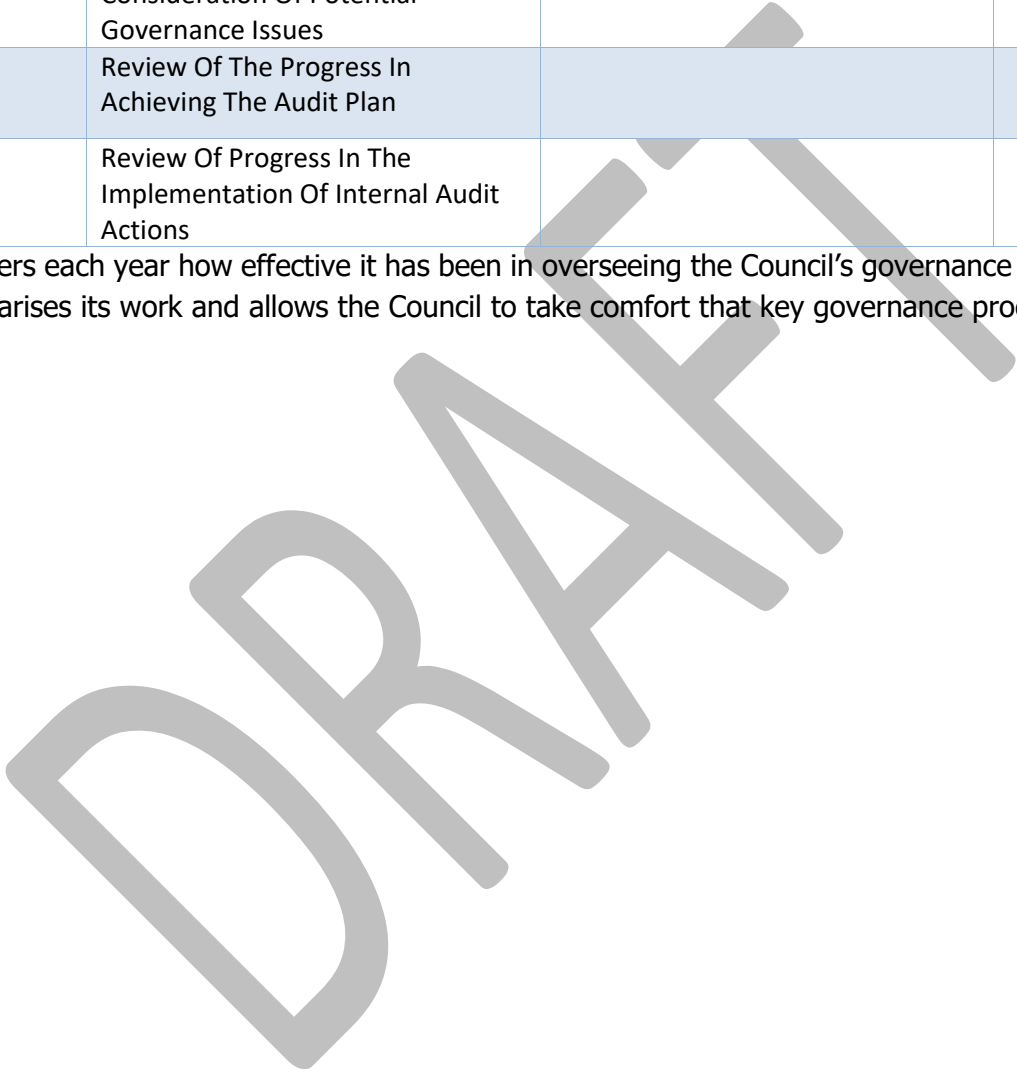 Governance Issues
Review Of The Progress In
Achieving The Audit Plan
Review Of Progress In The
Implementation Of Internal Audit
Actions
ers each year how effective it has been in overseeing the Council's governance
arises its work and allows the Council to take comfort that key governance
DRAFT